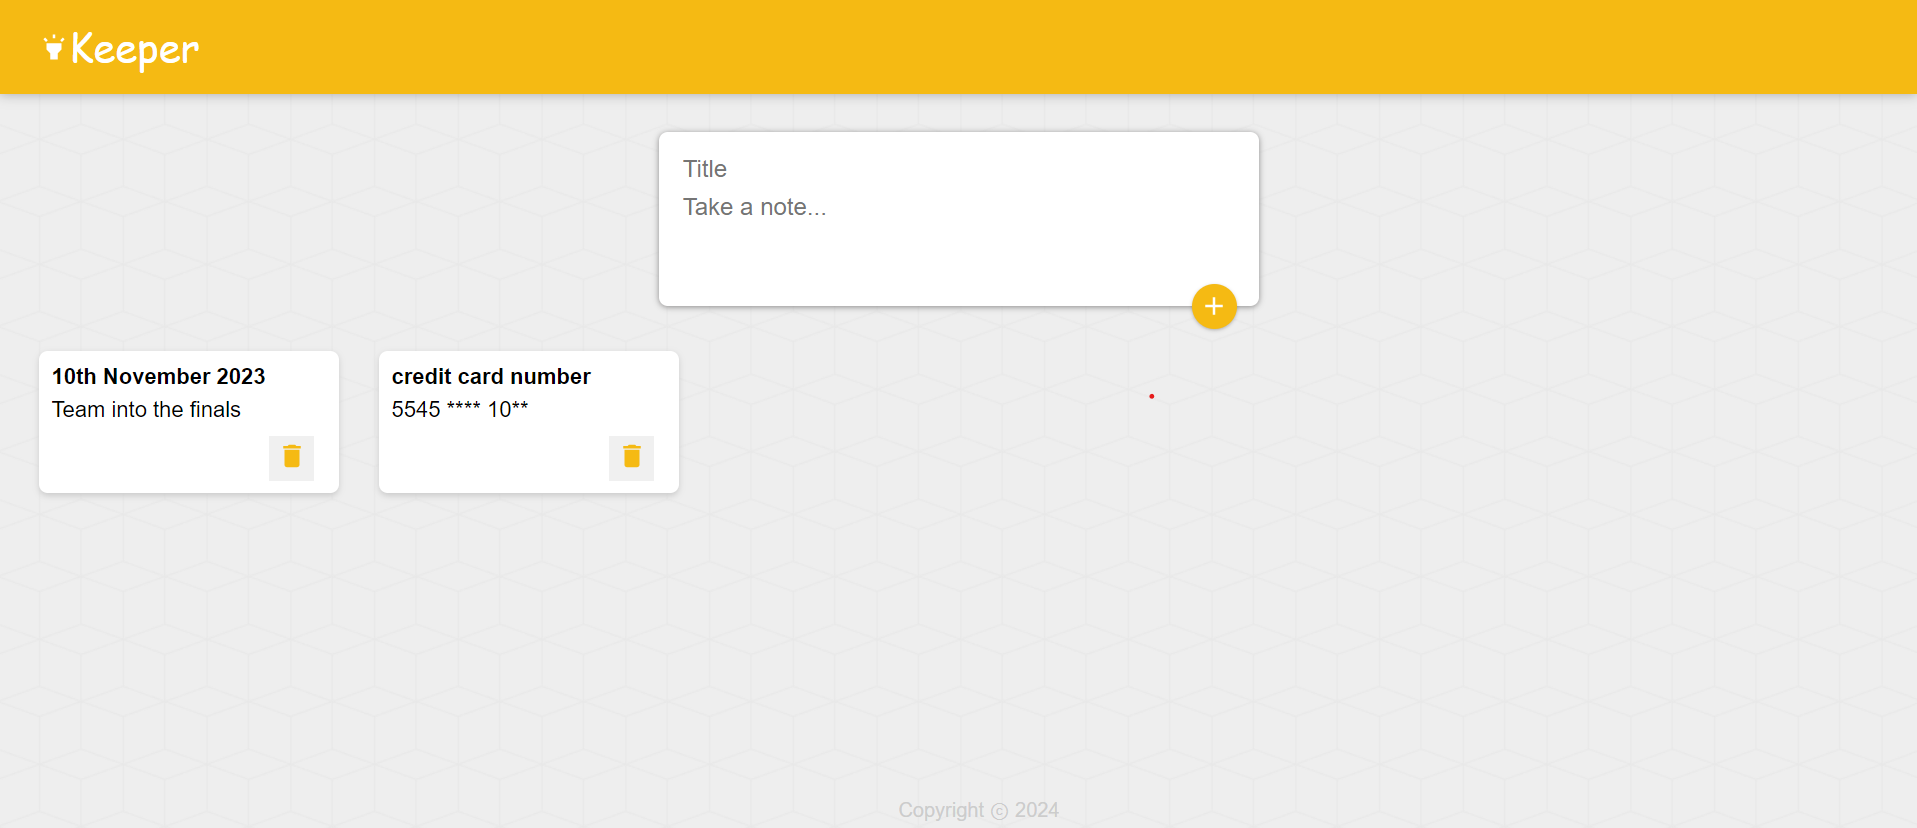 Keeper
Title
Take a note...
10th November 2023
Team into the finals
credit card number
5545 **** 10**
Copyright © 2024